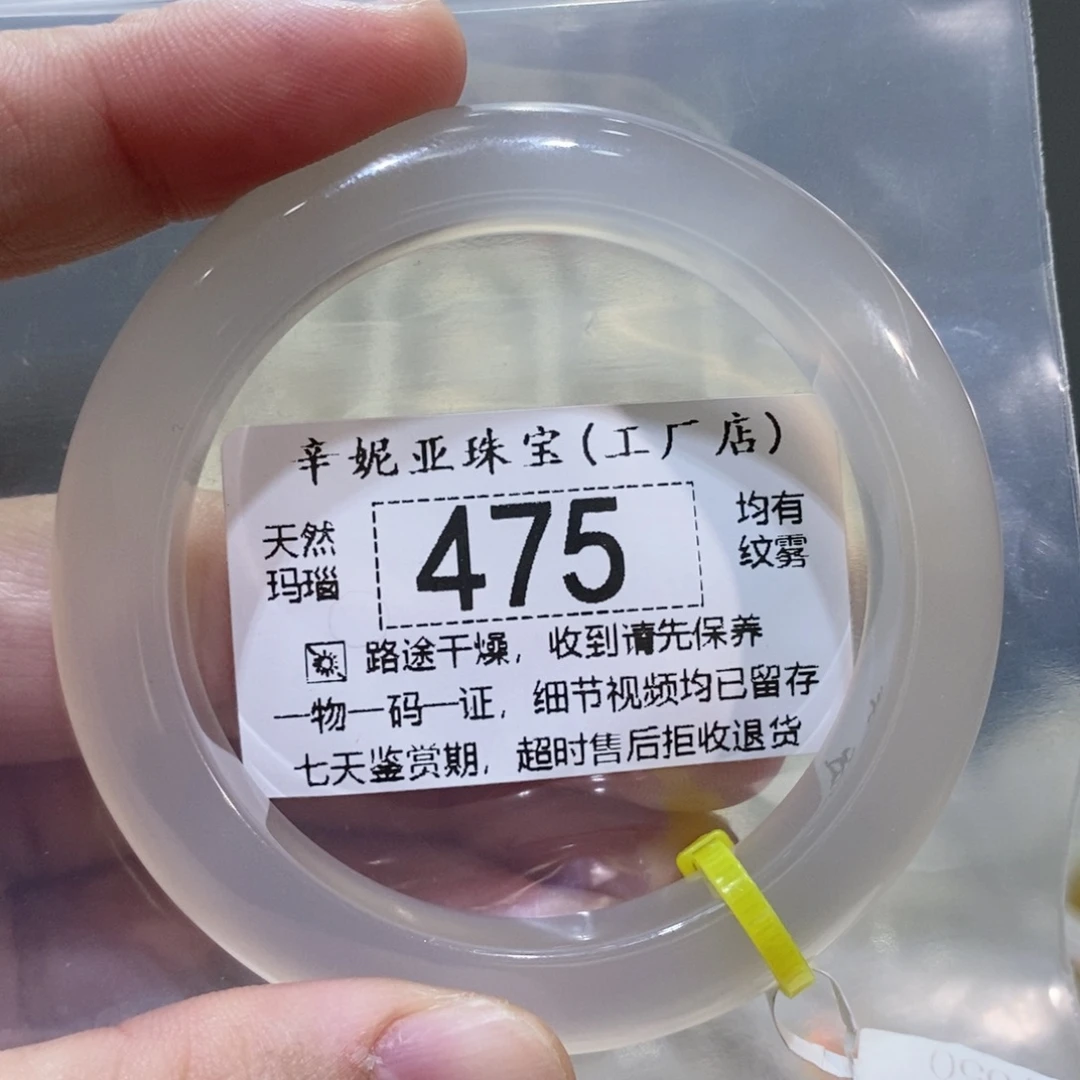 辛妮亚珠宝(工厂店)
天然
玛瑙
475
均有
纹雾
路途干燥，收到请先保养
一物一码一证，细节视频均已留存
七天鉴赏期，超时售后拒收退货